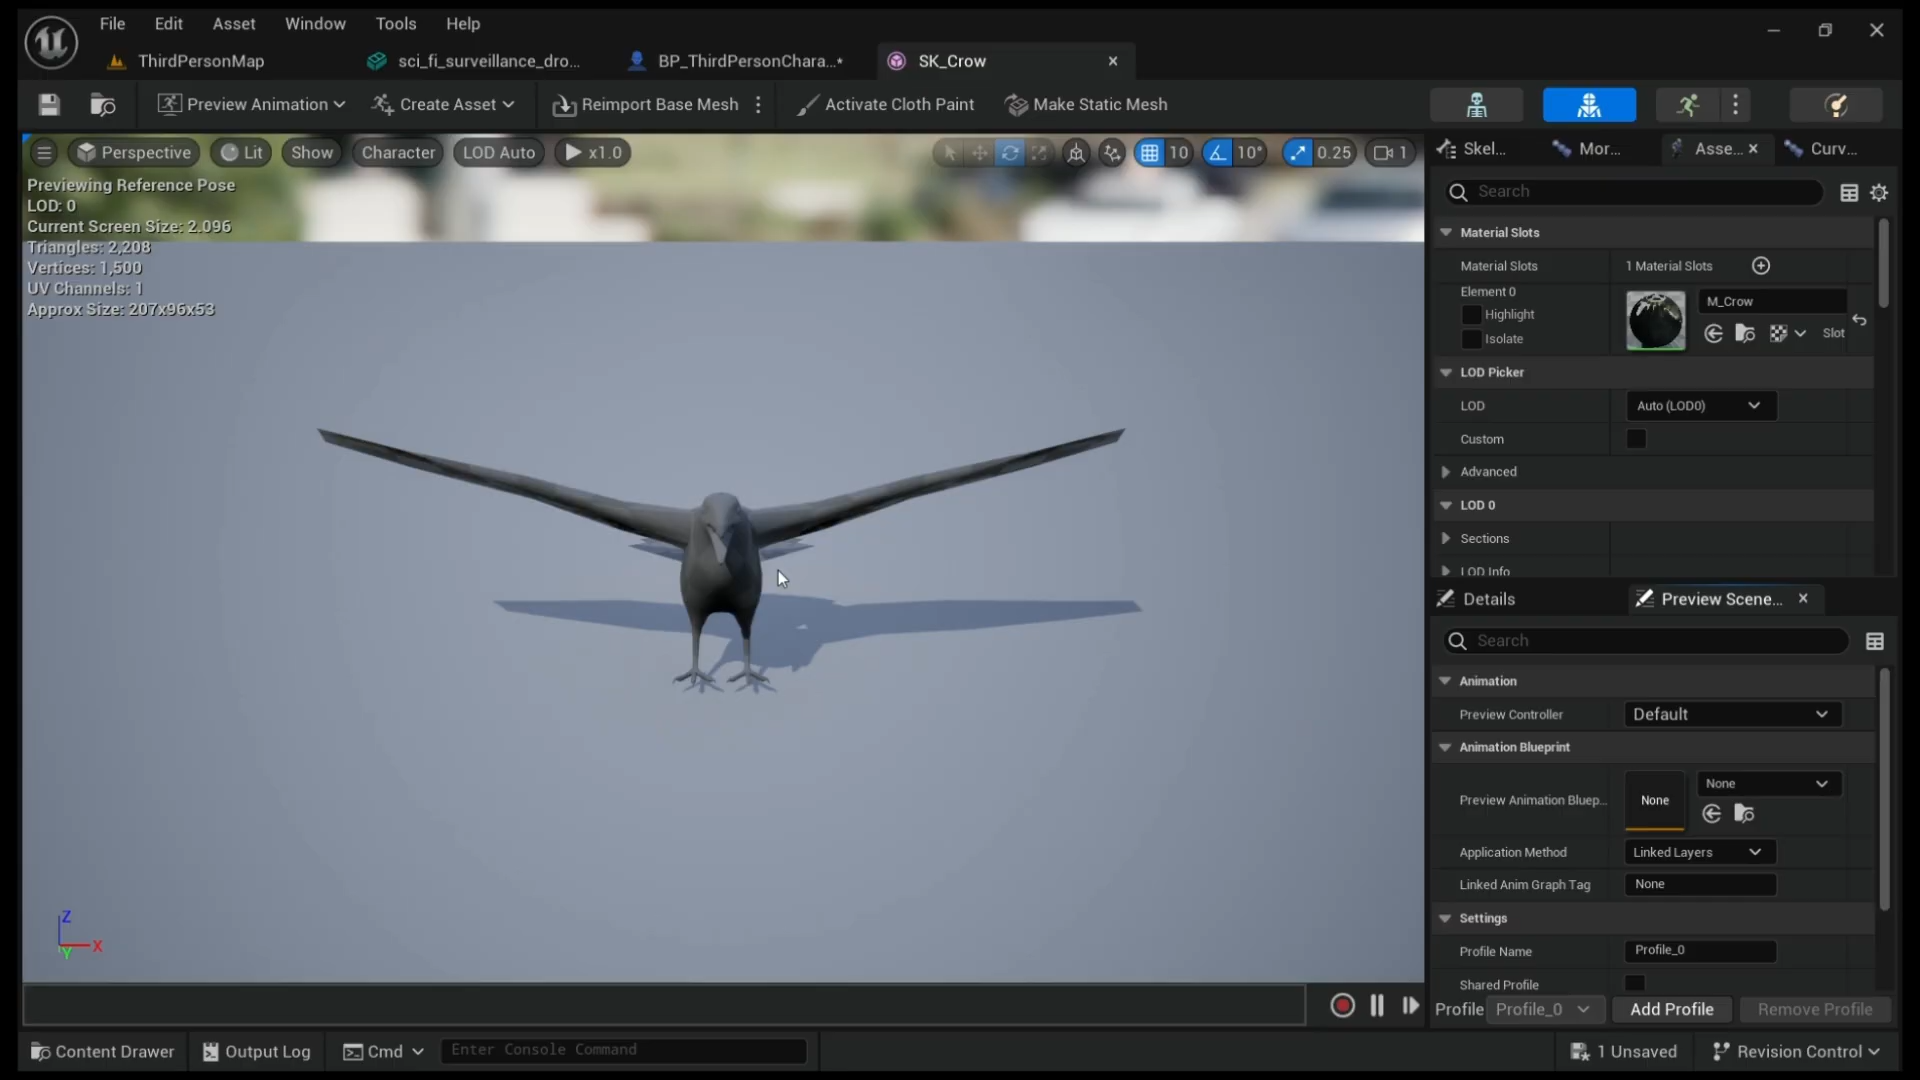 File Edit Asset Window Tools Help
ThirdPersonMap sci_fi_surveillance_dro... BP_ThirdPersonChara...* SK_Crow
Preview Animation Create Asset Reimport Base Mesh Activate Cloth Paint Make Static Mesh
Perspective Lit Show Character LOD Auto x1.0 10 10° 0.25 1
Skel... Mor... Asse... Curv...
Previewing Reference Pose
LOD: 0
Current Screen Size: 2.096
Triangles: 2,208
Vertices: 1,500
UV Channels: 1
Approx Size: 207x96x53
Z
X
Y
Search
Material Slots
Material Slots 1 Material Slots
Element 0
Highlight
Isolate
M_Crow
Slot
LOD Picker
LOD Auto (LOD0)
Custom
Advanced
LOD 0
Sections
LOD Info
Details Preview Scene...
Search
Animation
Preview Controller Default
Animation Blueprint
Preview Animation Bluep... None None
Application Method Linked Layers
Linked Anim Graph Tag None
Settings
Profile Name Profile_0
Shared Profile
Profile Profile_0 Add Profile Remove Profile
Content Drawer Output Log Cmd Enter Console Command 1 Unsaved Revision Control